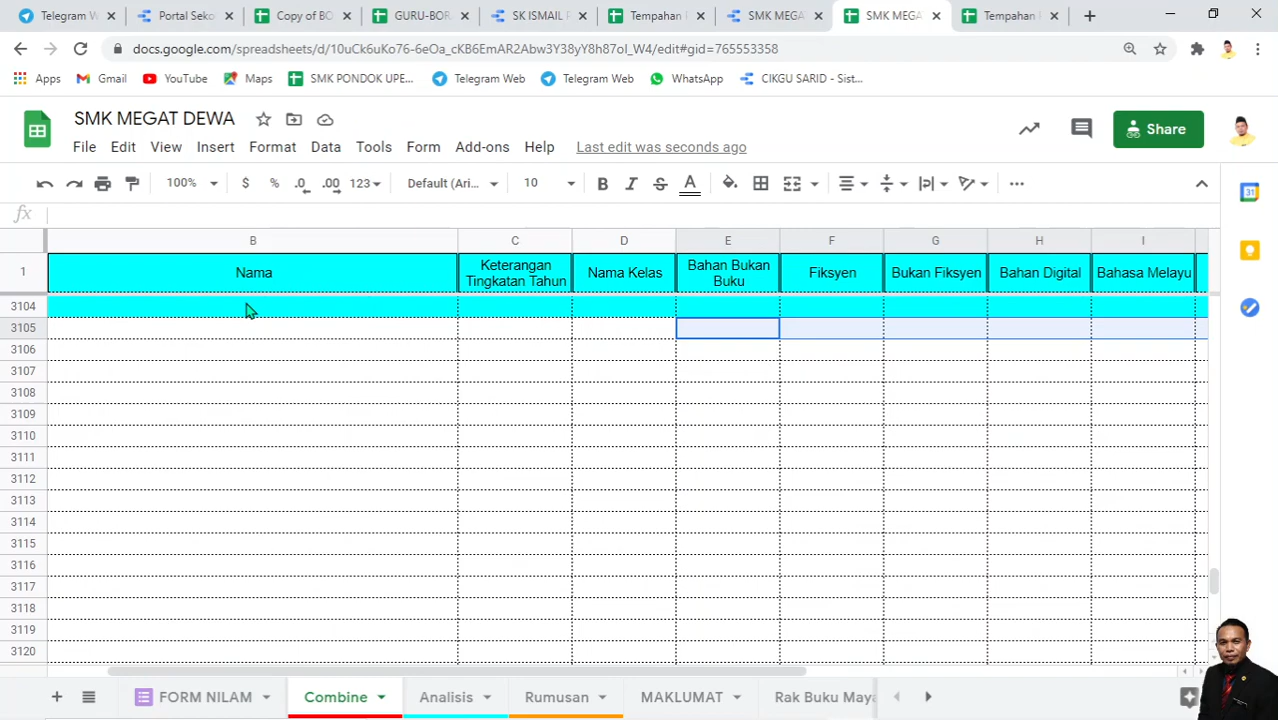 Telegram W
Portal Seko
Copy of BO
GURU-BOR
SK ISMAIL P
Tempahan
SMK MEGA
SMK MEGA
Tempahan
docs.google.com/spreadsheets/d/10uCk6uKo76-6eOa_cKB6EmAR2Abw3Y38yY8h87oI_W4/edit#gid=765553358
Apps
Gmail
YouTube
Maps
SMK PONDOK UPE...
Telegram Web
Telegram Web
WhatsApp
CIKGU SARID - Sist...
SMK MEGAT DEWA
Share
File Edit View Insert Format Data Tools Form Add-ons Help Last edit was seconds ago
100% $ % .0 .00 123 Default (Ari... 10 B I S A
fx
B C D E F G H I
1 Nama Keterangan Tingkatan Tahun Nama Kelas Bahan Bukan Buku Fiksyen Bukan Fiksyen Bahan Digital Bahasa Melayu
3104
3105
3106
3107
3108
3109
3110
3111
3112
3113
3114
3115
3116
3117
3118
3119
3120
FORM NILAM Combine Analisis Rumusan MAKLUMAT Rak Buku Maya
31